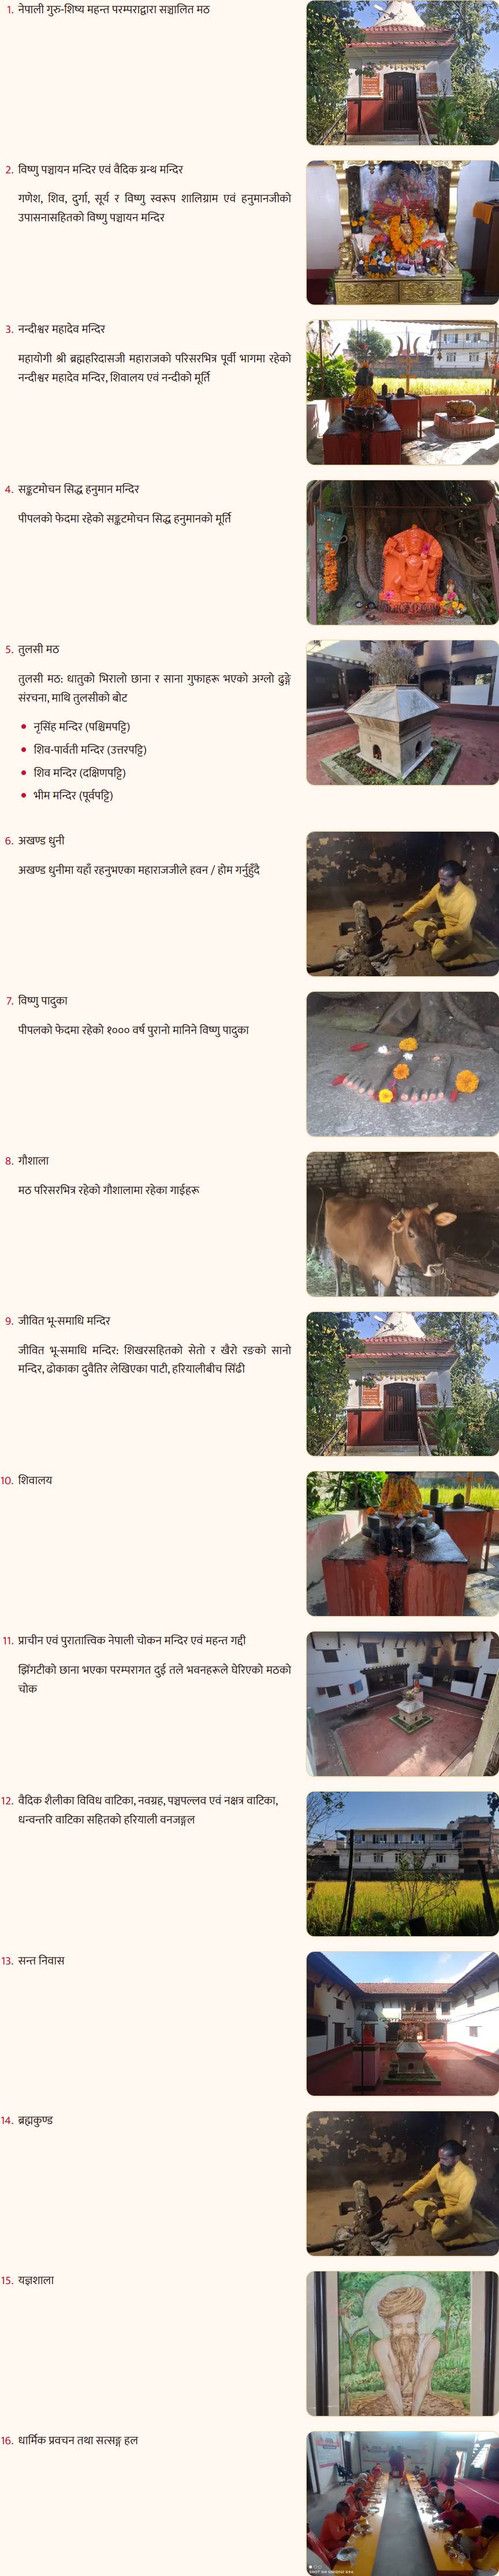 1. नेपाली गुरु-शिष्य महन्त परम्पराद्वारा सञ्चालित मठ
2. विष्णु पञ्चायन मन्दिर एवं वैदिक ग्रन्थ मन्दिर
गणेश, शिव, दुर्गा, सूर्य र विष्णु स्वरूप शालिग्राम एवं हनुमानजीको
उपासनासहितको विष्णु पञ्चायन मन्दिर
3. नन्दीश्वर महादेव मन्दिर
महायोगी श्री ब्रह्महरिदासजी महाराजको परिसरभित्र पूर्वी भागमा रहेको
नन्दीश्वर महादेव मन्दिर, शिवालय एवं नन्दीको मूर्ति
4. सङ्कटमोचन सिद्ध हनुमान मन्दिर
पीपलको फेदमा रहेको सङ्कटमोचन सिद्ध हनुमानको मूर्ति
5. तुलसी मठ
तुलसी मठ: धातुको भिरालो छाना र साना गुफाहरू भएको अग्लो ढुङ्गे
संरचना, माथि तुलसीको बोट
• नृसिंह मन्दिर (पश्चिमपट्टि)
• शिव-पार्वती मन्दिर (उत्तरपट्टि)
• शिव मन्दिर (दक्षिणपट्टि)
• भीम मन्दिर (पूर्वपट्टि)
6. अखण्ड धुनी
अखण्ड धुनीमा यहाँ रहनुभएका महाराजजीले हवन / होम गर्नुहुँदै
7. विष्णु पादुका
पीपलको फेदमा रहेको १००० वर्ष पुरानो मानिने विष्णु पादुका
8. गौशाला
मठ परिसरभित्र रहेको गौशालामा रहेका गाईहरू
9. जीवित भू-समाधि मन्दिर
जीवित भू-समाधि मन्दिर: शिखरसहितको सेतो र खैरो रङको सानो
मन्दिर, ढोकाका दुवैतिर लेखिएका पाटी, हरियालीबीच सिँढी
10. शिवालय
11. प्राचीन एवं पुरातात्त्विक नेपाली चोकन मन्दिर एवं महन्त गद्दी
झिँगटीको छाना भएका परम्परागत दुई तले भवनहरूले घेरिएको मठको
चोक
12. वैदिक शैलीका विविध वाटिका, नवग्रह, पञ्चपल्लव एवं नक्षत्र वाटिका,
धन्वन्तरि वाटिका सहितको हरियाली वनजङ्गल
13. सन्त निवास
14. ब्रह्मकुण्ड
15. यज्ञशाला
16. धार्मिक प्रवचन तथा सत्सङ्ग हल